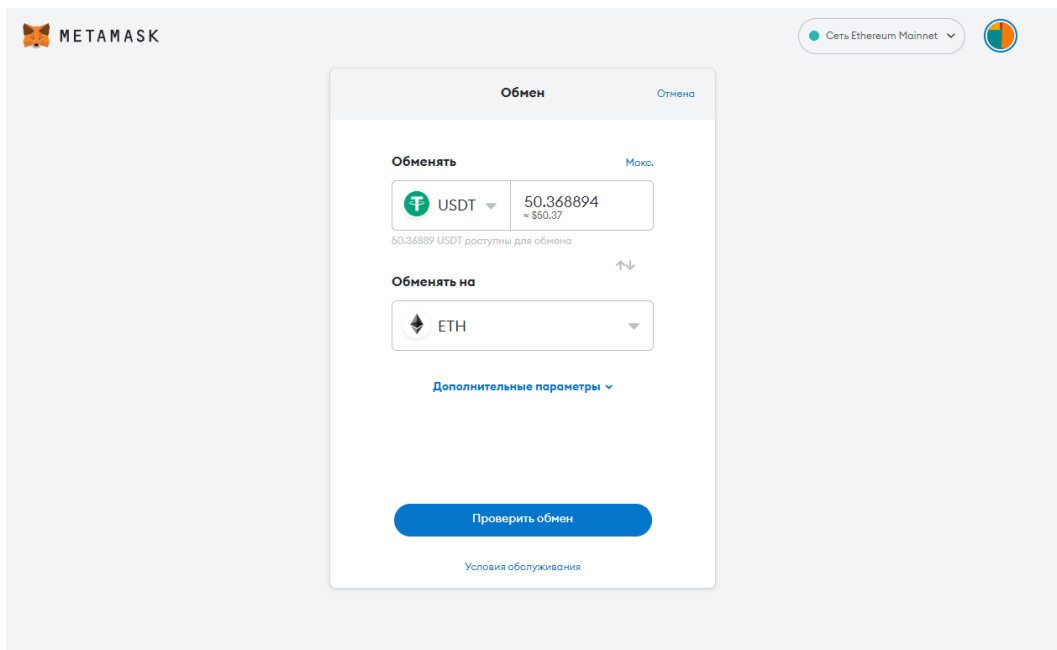 METAMASK
Сеть Ethereum Mainnet
Обмен
Отмена
Обменять
Макс.
USDT
50.368894
≈ $50.37
50.36889 USDT доступны для обмена
Обменять на
ETH
Дополнительные параметры
Проверить обмен
Условия обслуживания